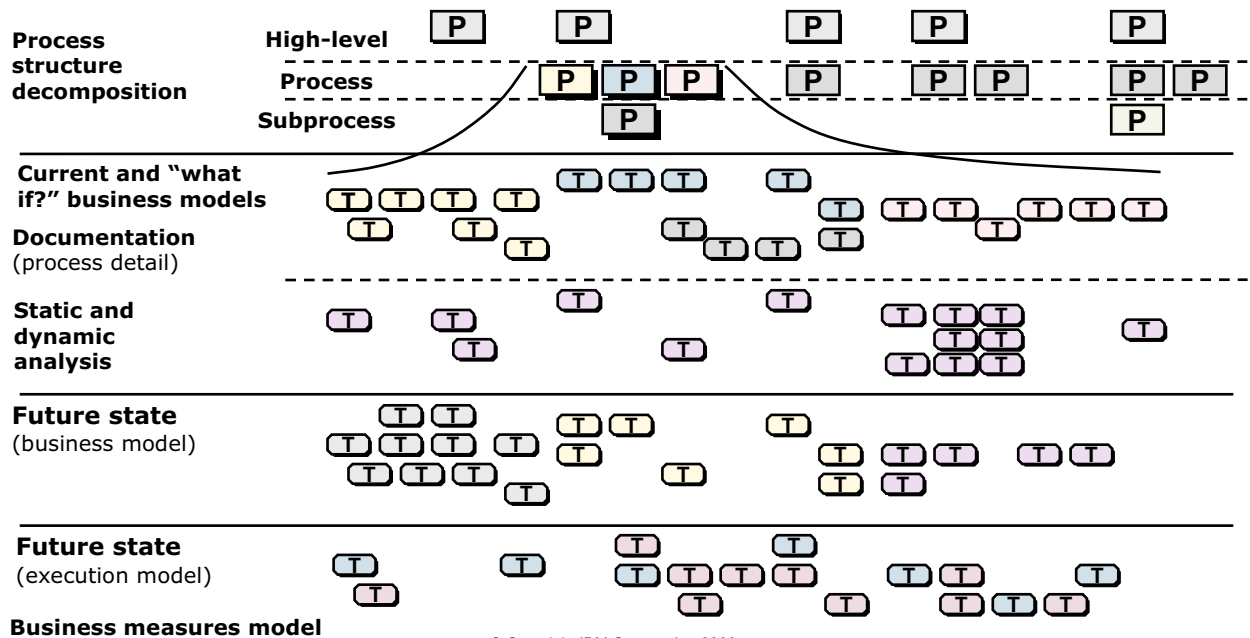 Process
structure
decomposition
High-level P P P P P
Process P P P P P P P P
Subprocess P P
Current and “what
if?” business models
T T T T
T T T T
T T T T T T
Documentation
(process detail)
T T T T
T
T T T
Static and
dynamic
analysis
T T
T T T
T T
T
T T
T T
T T T
Future state
(business model)
T T
T T T
T T T T
T T T T T T
T T T T
T T
T
Future state
(execution model)
T T
T T
T T T T T T T
T
T T T T T
Business measures model